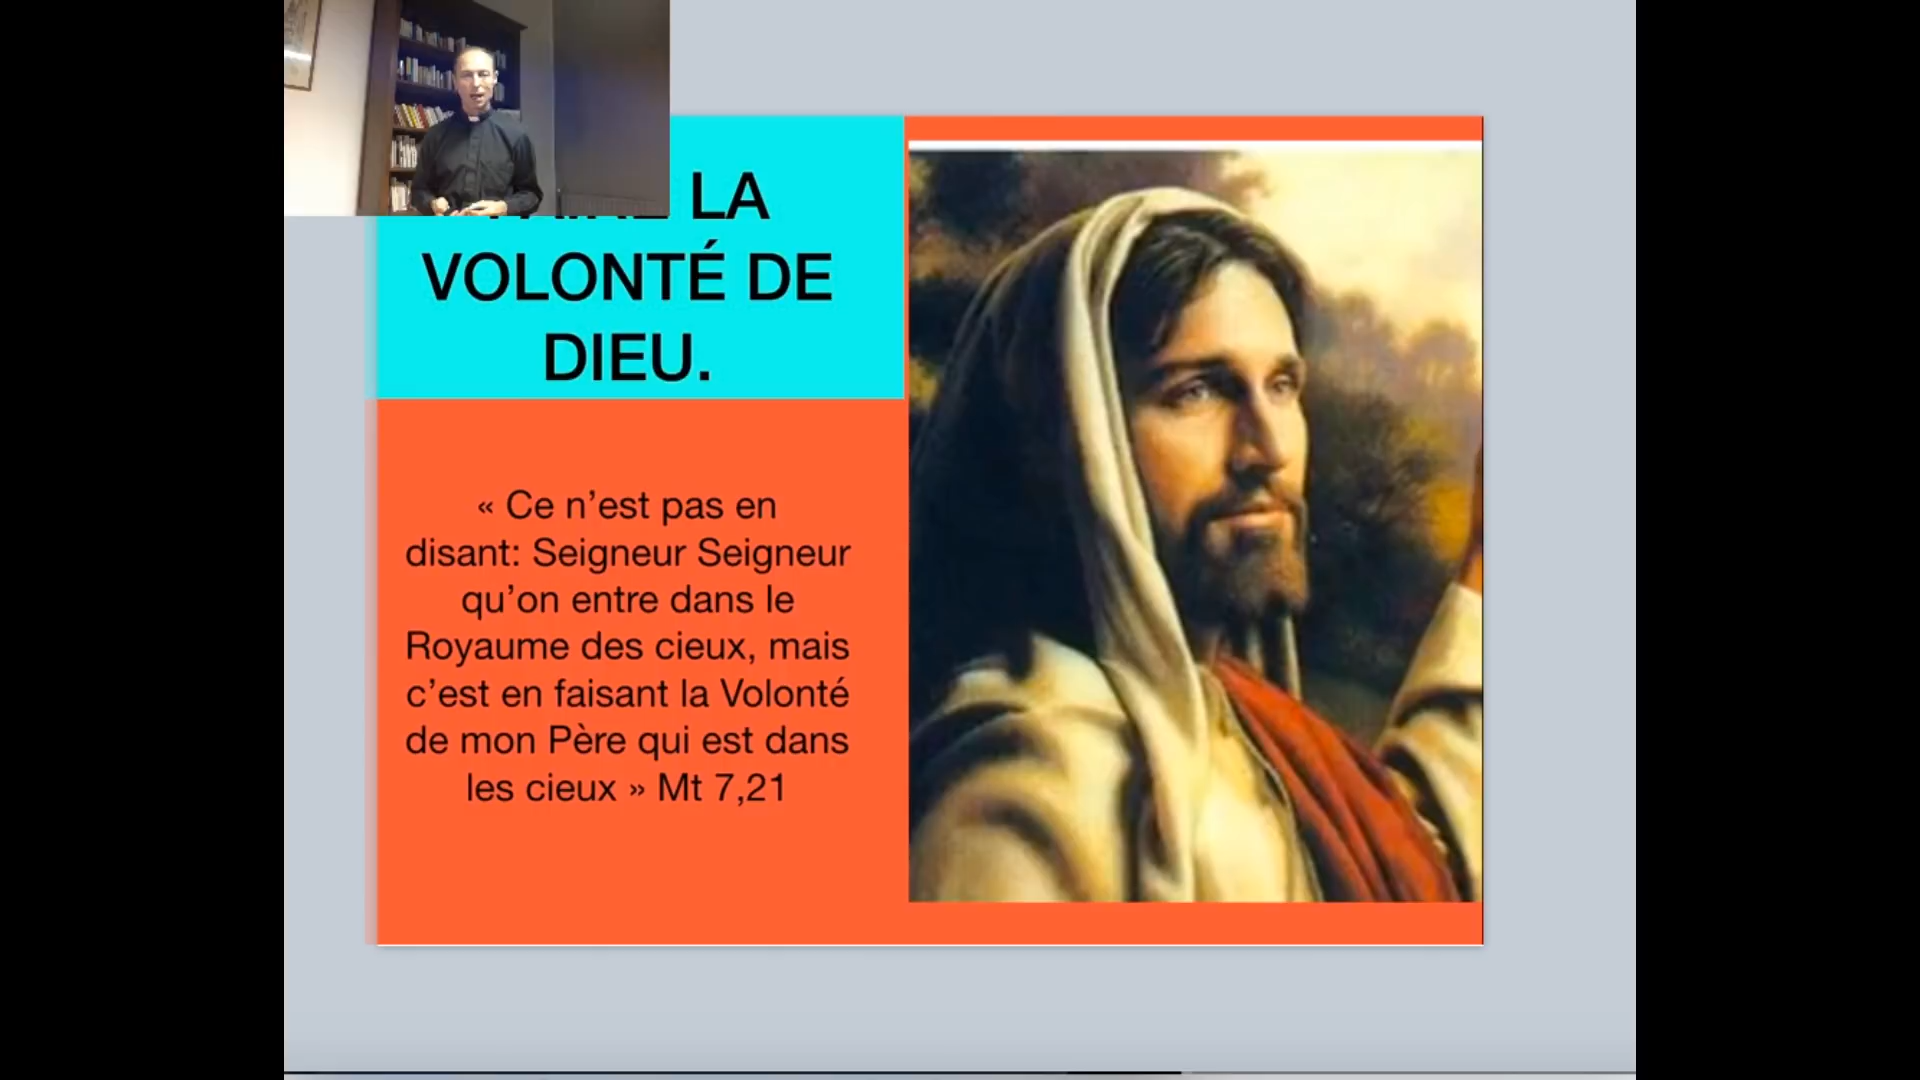 LA
VOLONTÉ DE
DIEU.
« Ce n’est pas en
disant: Seigneur Seigneur
qu’on entre dans le
Royaume des cieux, mais
c’est en faisant la Volonté
de mon Père qui est dans
les cieux » Mt 7,21